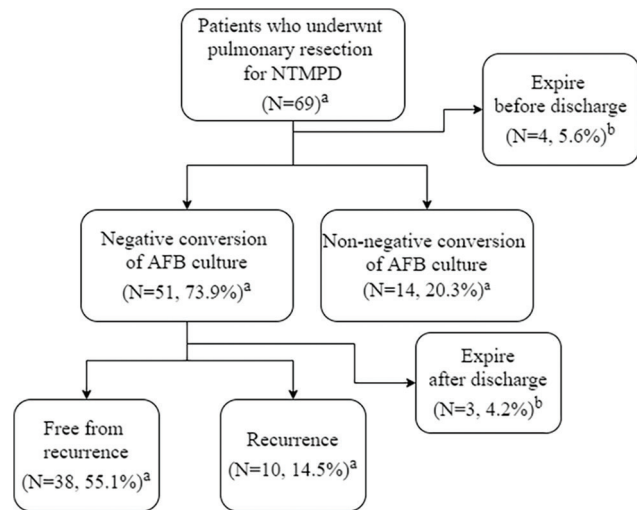 Patients who underwnt
pulmonary resection
for NTMPD
(N=69)a
Expire
before discharge
(N=4, 5.6%)b
Negative conversion
of AFB culture
(N=51, 73.9%)a
Non-negative conversion
of AFB culture
(N=14, 20.3%)a
Expire
after discharge
(N=3, 4.2%)b
Free from
recurrence
(N=38, 55.1%)a
Recurrence
(N=10, 14.5%)a